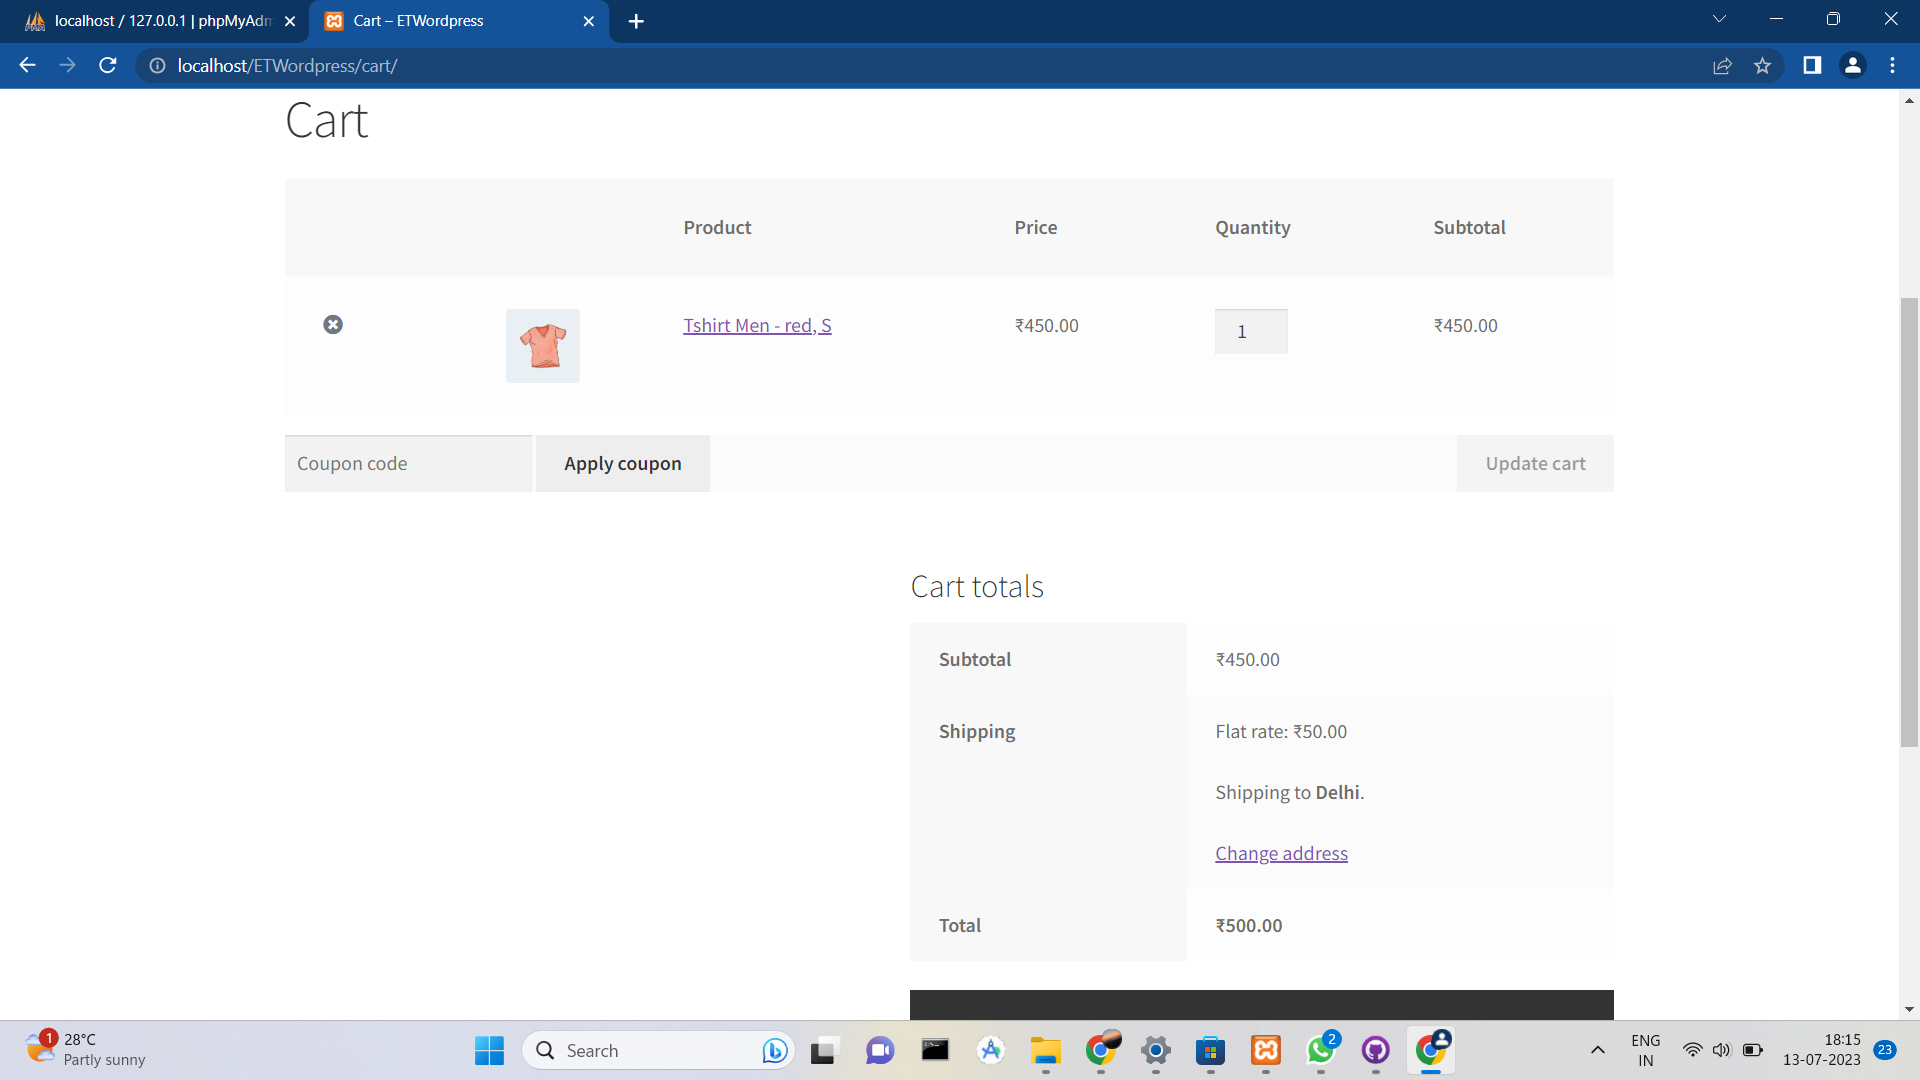 localhost / 127.0.0.1 | phpMyAdm
Cart – ETWordpress
localhost/ETWordpress/cart/
Cart
Product Price Quantity Subtotal
Tshirt Men - red, S ₹450.00 1 ₹450.00
Coupon code Apply coupon Update cart
Cart totals
Subtotal ₹450.00
Shipping Flat rate: ₹50.00
Shipping to Delhi.
Change address
Total ₹500.00
1 28°C
Partly sunny
Search
2
ENG
IN
18:15
13-07-2023
23